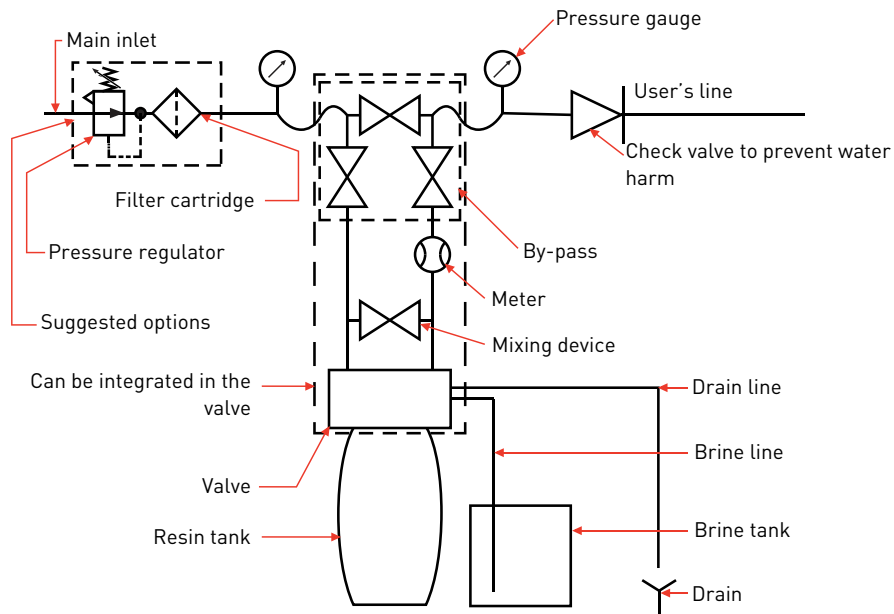 Main inlet
Pressure gauge
User's line
Check valve to prevent water
harm
Filter cartridge
Pressure regulator
By-pass
Meter
Suggested options
Mixing device
Can be integrated in the
valve
Drain line
Brine line
Valve
Resin tank
Brine tank
Drain